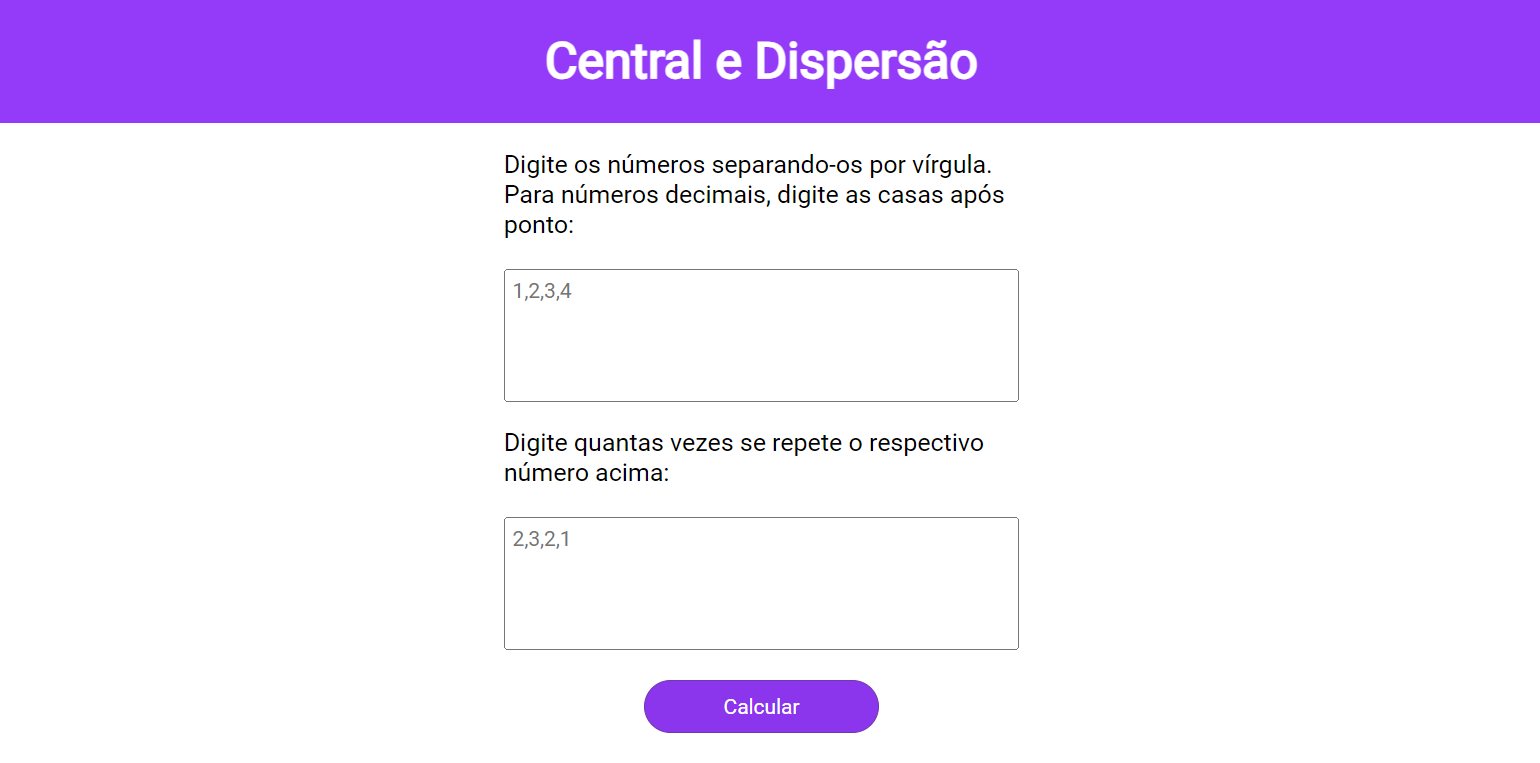 Central e Dispersão
Digite os números separando-os por vírgula.
Para números decimais, digite as casas após
ponto:
1,2,3,4
Digite quantas vezes se repete o respectivo
número acima:
2,3,2,1
Calcular